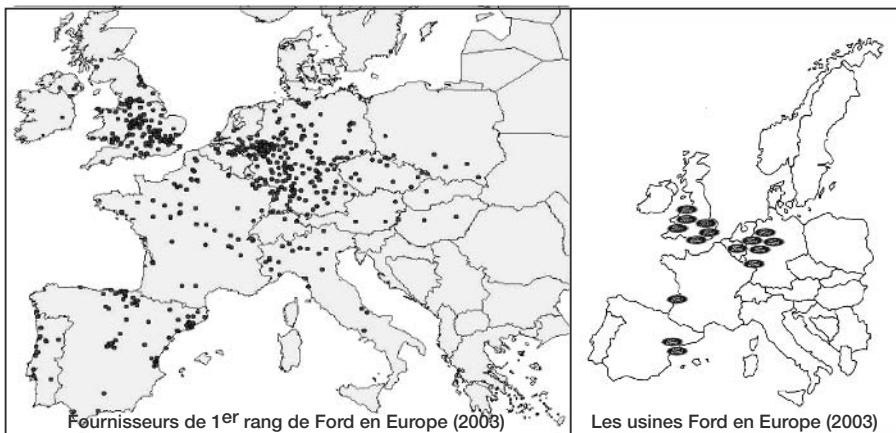 Fournisseurs de 1er rang de Ford en Europe (2003)
Les usines Ford en Europe (2003)